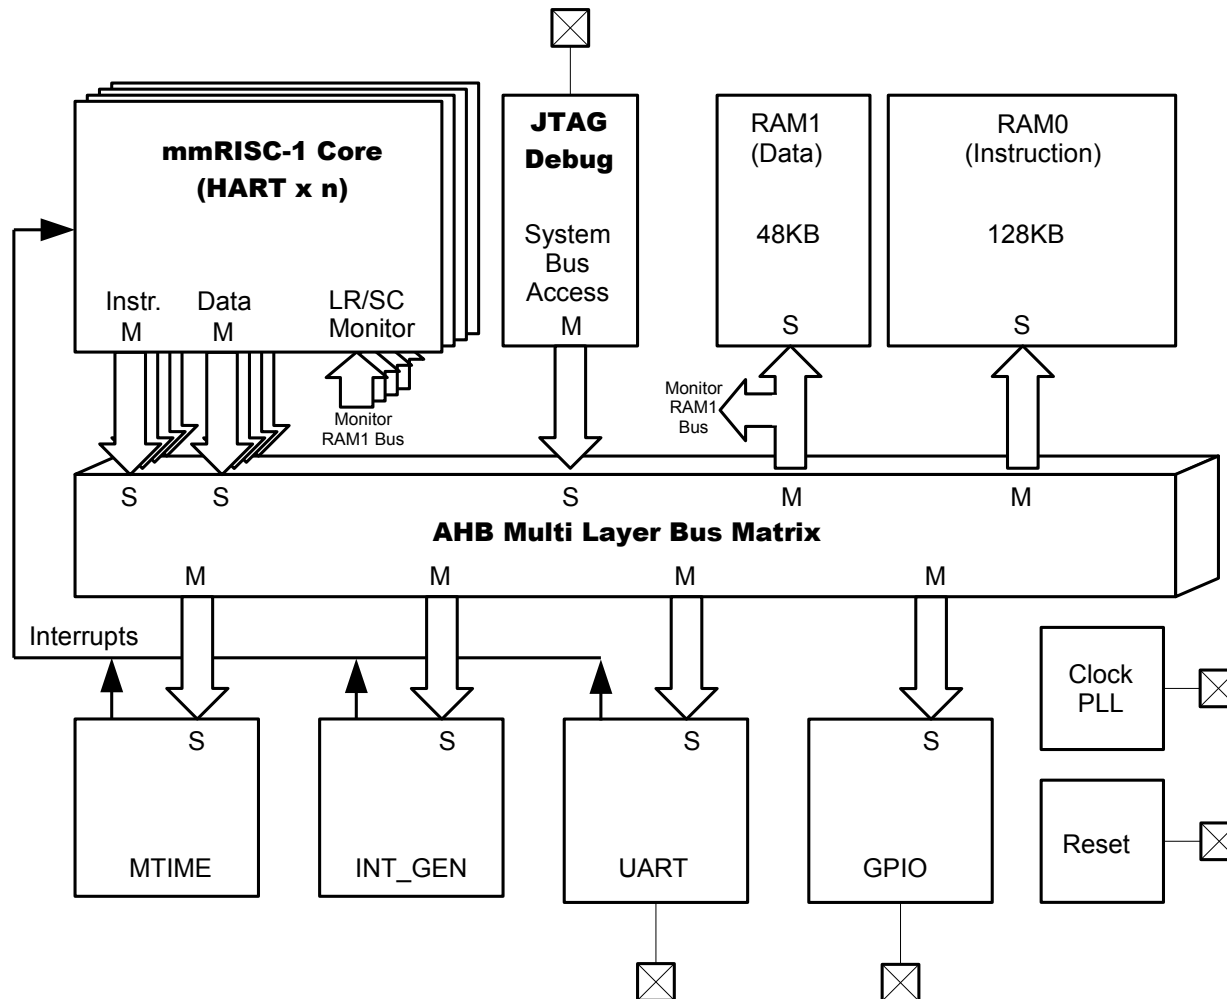 mmRISC-1 Core
(HART x n)
Instr.
M
Data
M
LR/SC
Monitor
Monitor
RAM1 Bus
JTAG
Debug
System
Bus
Access
M
RAM1
(Data)
48KB
S
Monitor
RAM1
Bus
RAM0
(Instruction)
128KB
S
S
S
S
M
M
AHB Multi Layer Bus Matrix
M
M
M
M
Interrupts
S
MTIME
S
INT_GEN
S
UART
S
GPIO
Clock
PLL
Reset